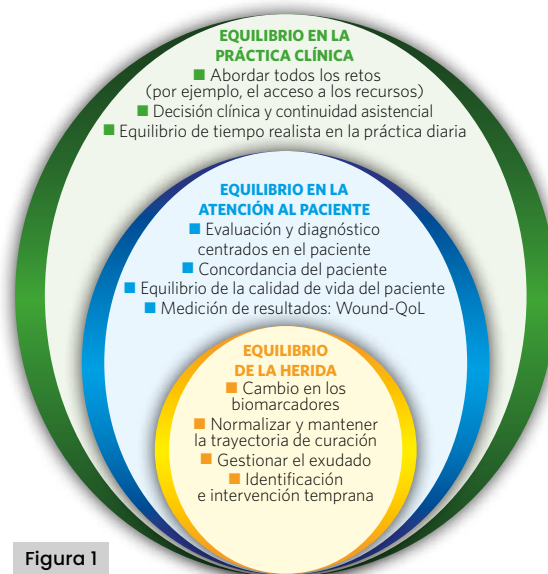 EQUILIBRIO EN LA
PRÁCTICA CLÍNICA
■ Abordar todos los retos
(por ejemplo, el acceso a los recursos)
■ Decisión clínica y continuidad asistencial
■ Equilibrio de tiempo realista en la práctica diaria
EQUILIBRIO EN LA
ATENCIÓN AL PACIENTE
■ Evaluación y diagnóstico
centrados en el paciente
■ Concordancia del paciente
■ Equilibrio de la calidad de vida del paciente
■ Medición de resultados: Wound-QoL
EQUILIBRIO
DE LA HERIDA
■ Cambio en los
biomarcadores
■ Normalizar y mantener
la trayectoria de curación
■ Gestionar el exudado
■ Identificación
e intervención temprana
Figura 1